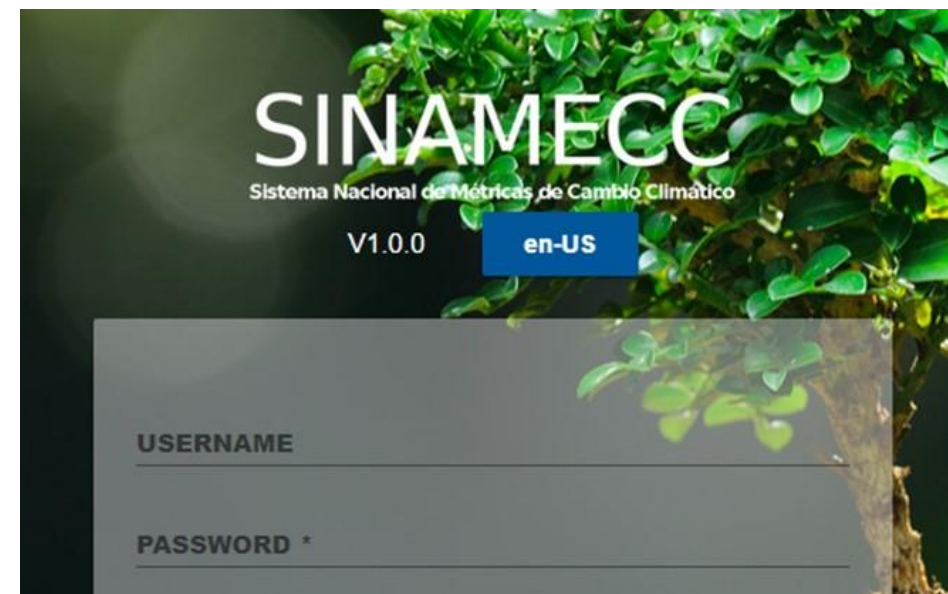 SINAMECC
Sistema Nacional de Métricas de Cambio Climático
V1.0.0 en-US
USERNAME
PASSWORD *